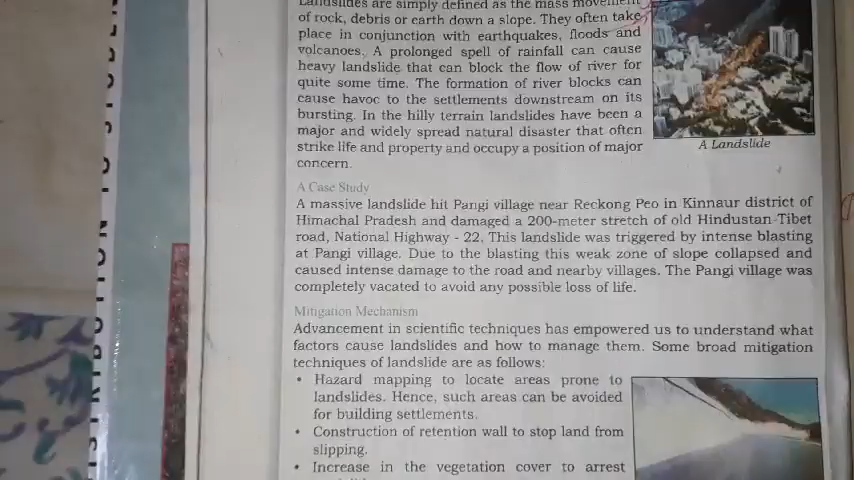 Landslides are simply defined as the mass movement
of rock, debris or earth down a slope. They often take
place in conjunction with earthquakes, floods and
volcanoes. A prolonged spell of rainfall can cause
heavy landslide that can block the flow of river for
quite some time. The formation of river blocks can
cause havoc to the settlements downstream on its
bursting. In the hilly terrain landslides have been a
major and widely spread natural disaster that often
strike life and property and occupy a position of major
concern.
A Landslide
A Case Study
A massive landslide hit Pangi village near Reckong Peo in Kinnaur district of
Himachal Pradesh and damaged a 200-meter stretch of old Hindustan-Tibet
road, National Highway - 22. This landslide was triggered by intense blasting
at Pangi village. Due to the blasting this weak zone of slope collapsed and
caused intense damage to the road and nearby villages. The Pangi village was
completely vacated to avoid any possible loss of life.
Mitigation Mechanism
Advancement in scientific techniques has empowered us to understand what
factors cause landslides and how to manage them. Some broad mitigation
techniques of landslide are as follows:
• Hazard mapping to locate areas prone to
landslides. Hence, such areas can be avoided
for building settlements.
• Construction of retention wall to stop land from
slipping.
• Increase in the vegetation cover to arrest